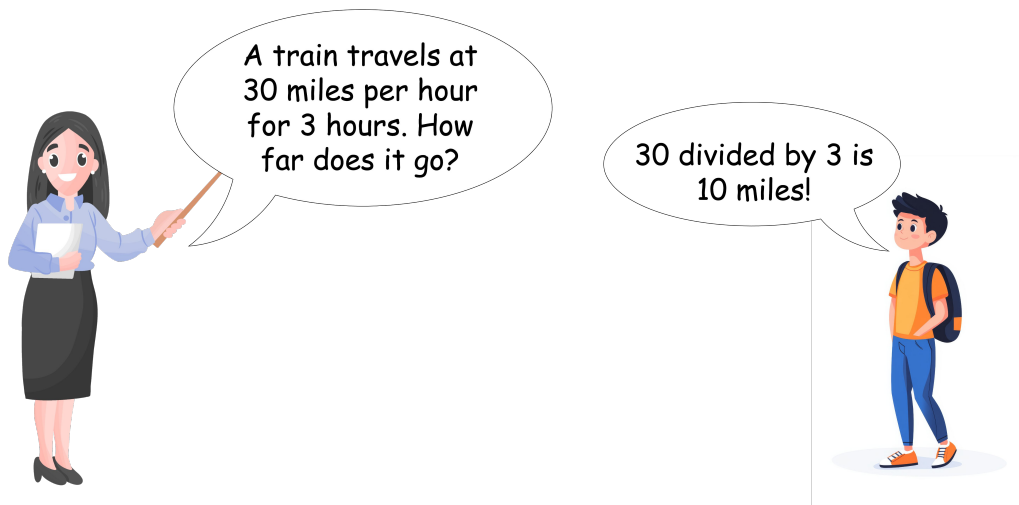 A train travels at
30 miles per hour
for 3 hours. How
far does it go?
30 divided by 3 is
10 miles!